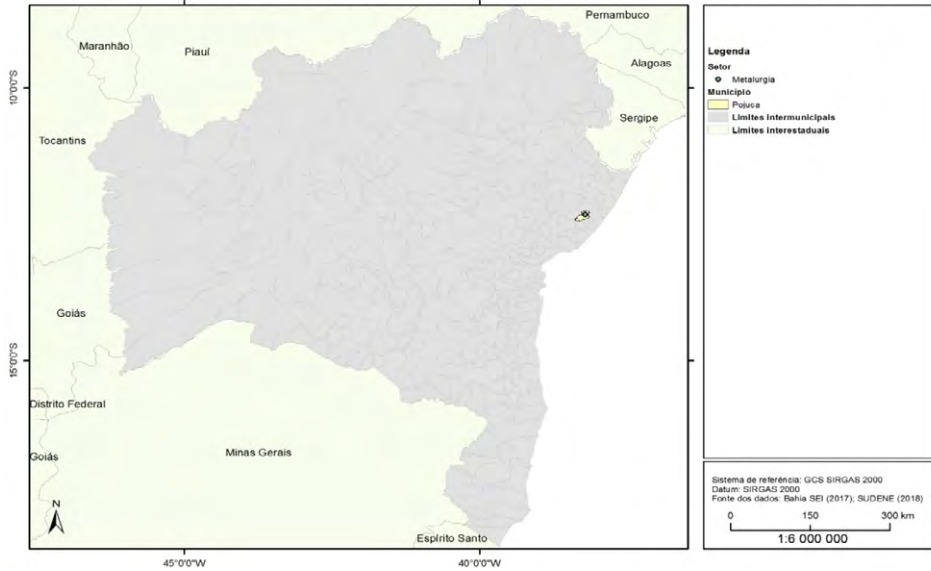 Pernambuco
Maranhão
Piauí
Alagoas
10°0'0"S
Sergipe
Tocantins
Goiás
15°0'0"S
Distrito Federal
Goiás
Minas Gerais
N
Espírito Santo
45°0'0"W
40°0'0"W
Legenda
Setor
Metalurgia
Município
Pojuca
Limites intermunicipais
Limites interestaduais
Sistema de referência: GCS SIRGAS 2000
Datum: SIRGAS 2000
Fonte dos dados: Bahia SEI (2017); SUDENE (2018)
0 150 300 km
1:6 000 000